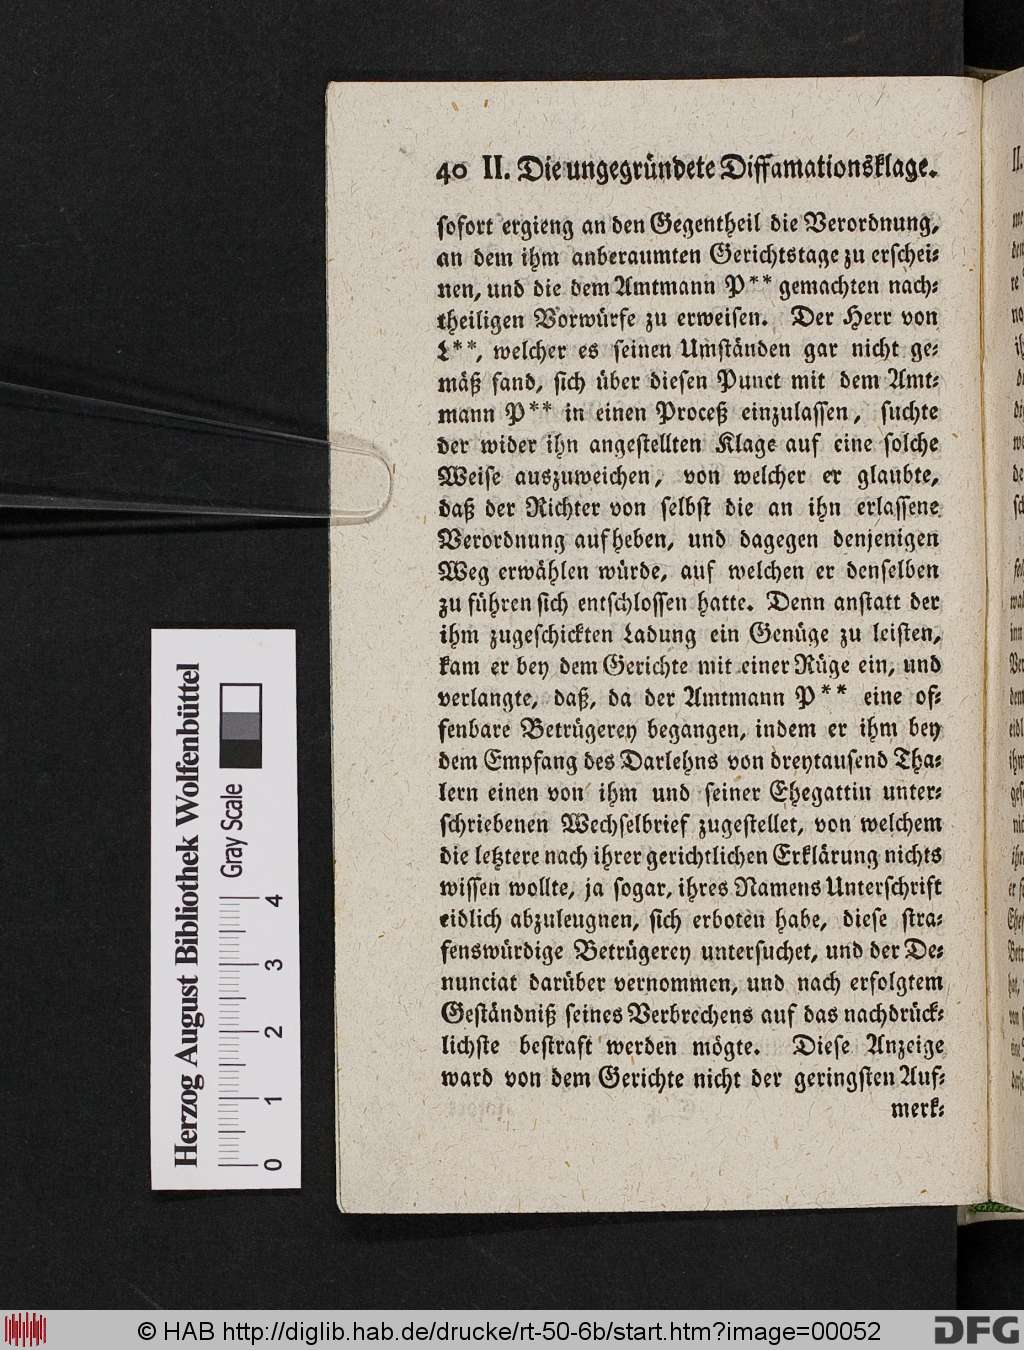 40 II. Die ungegründete Diffamationsklage.
sofort ergieng an den Gegentheil die Verordnung,
an dem ihm anberaumten Gerichtstage zu erschei⸗
nen, und die dem Amtmann P** gemachten nach⸗
theiligen Vorwürfe zu erweisen. Der Herr von
L**, welcher es seinen Umständen gar nicht ge⸗
mäß fand, sich über diesen Punct mit dem Amt⸗
mann P** in einen Proceß einzulassen, suchte
der wider ihn angestellten Klage auf eine solche
Weise auszuweichen, von welcher er glaubte,
daß der Richter von selbst die an ihn erlassene
Verordnung aufheben, und dagegen denjenigen
Weg erwählen würde, auf welchen er denselben
zu führen sich entschlossen hatte. Denn anstatt der
ihm zugeschickten Ladung ein Genüge zu leisten,
kam er bey dem Gerichte mit einer Rüge ein, und
verlangte, daß, da der Amtmann P** eine of⸗
fenbare Betrügerey begangen, indem er ihm bey
dem Empfang des Darlehns von dreytausend Tha⸗
lern einen von ihm und seiner Ehegattin unter⸗
schriebenen Wechselbrief zugestellet, von welchem
die letztere nach ihrer gerichtlichen Erklärung nichts
wissen wollte, ja sogar, ihres Namens Unterschrift
eidlich abzuleugnen, sich erboten habe, diese stra⸗
fenswürdige Betrügerey untersuchet, und der De⸗
nunciat darüber vernommen, und nach erfolgtem
Geständniß seines Verbrechens auf das nachdrück⸗
lichste bestraft werden mögte. Diese Anzeige
ward von dem Gerichte nicht der geringsten Auf⸗
merk⸗
Herzog August Bibliothek Wolfenbüttel
Gray Scale
0 1 2 3 4
© HAB http://diglib.hab.de/drucke/rt-50-6b/start.htm?image=00052
DFG